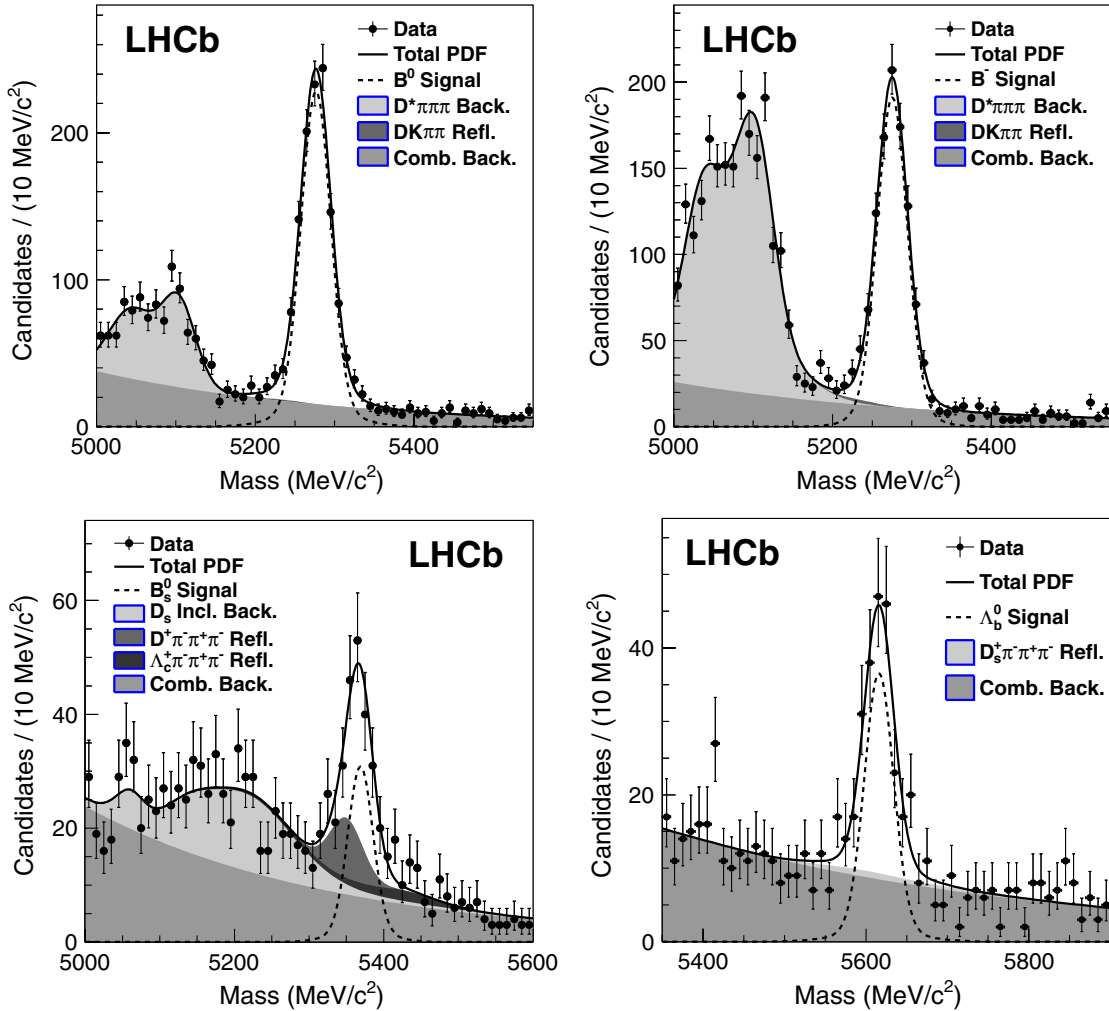 LHCb
Data
Total PDF
B⁰ Signal
D*πππ Back.
DKππ Refl.
Comb. Back.
Candidates / (10 MeV/c²)
200
100
0
5000 5200 5400
Mass (MeV/c²)
LHCb
Data
Total PDF
B⁻ Signal
D*πππ Back.
DKππ Refl.
Comb. Back.
Candidates / (10 MeV/c²)
200
150
100
50
0
5000 5200 5400
Mass (MeV/c²)
LHCb
Data
Total PDF
B⁰ₛ Signal
Dₛ Incl. Back.
D⁺π⁻π⁺π⁻ Refl.
Λ⁺c π⁻π⁺π⁻ Refl.
Comb. Back.
Candidates / (10 MeV/c²)
60
40
20
0
5000 5200 5400 5600
Mass (MeV/c²)
LHCb
Data
Total PDF
Λ⁰b Signal
D⁺ₛπ⁻π⁺π⁻ Refl.
Comb. Back.
Candidates / (10 MeV/c²)
40
20
0
5400 5600 5800
Mass (MeV/c²)